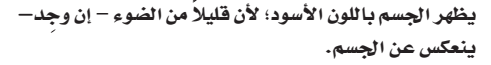 يظهر الجسم باللون الأسود؛ لأن قليلاً من الضوء – إن وجِد–
ينعكس عن الجسم.